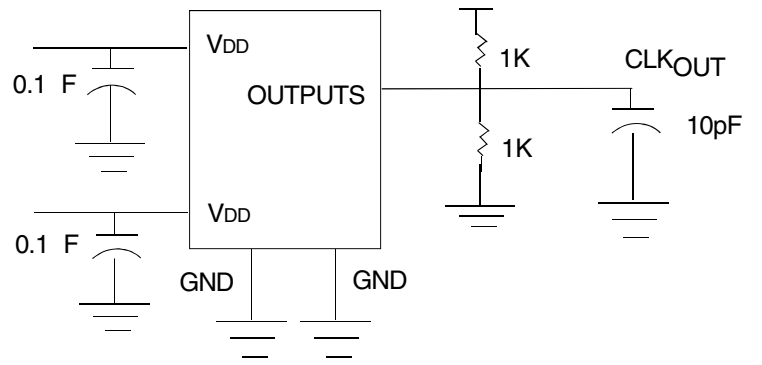 VDD
1K
CLKOUT
0.1 F
OUTPUTS
10pF
1K
VDD
0.1 F
GND
GND